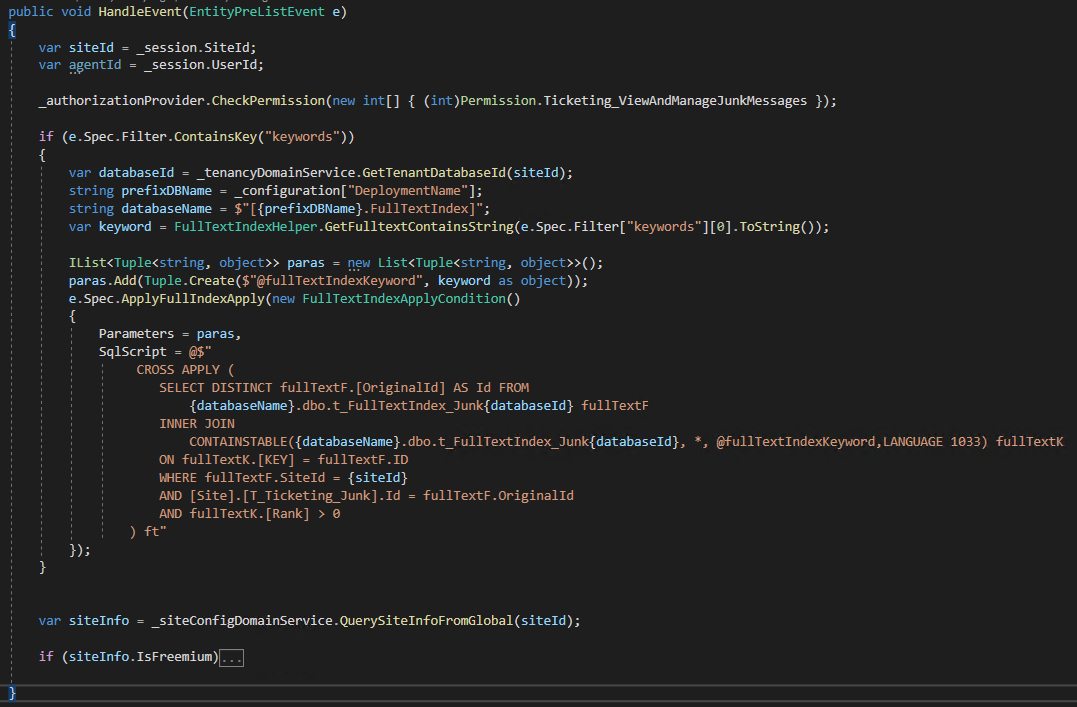 public void HandleEvent(EntityPreListEvent e)
{
var siteId = _session.SiteId;
var agentId = _session.UserId;
_authorizationProvider.CheckPermission(new int[] { (int)Permission.Ticketing_ViewAndManageJunkMessages });
if (e.Spec.Filter.ContainsKey("keywords"))
{
var databaseId = _tenancyDomainService.GetTenantDatabaseId(siteId);
string prefixDBName = _configuration["DeploymentName"];
string databaseName = $"[{prefixDBName}.FullTextIndex]";
var keyword = FullTextIndexHelper.GetFulltextContainsString(e.Spec.Filter["keywords"][0].ToString());
IList<Tuple<string, object>> paras = new List<Tuple<string, object>>();
paras.Add(Tuple.Create($"@fullTextIndexKeyword", keyword as object));
e.Spec.ApplyFullIndexApply(new FullTextIndexApplyCondition()
{
Parameters = paras,
SqlScript = @$"
CROSS APPLY (
SELECT DISTINCT fullTextF.[OriginalId] AS Id FROM
{databaseName}.dbo.t_FullTextIndex_Junk{databaseId} fullTextF
INNER JOIN
CONTAINSTABLE({databaseName}.dbo.t_FullTextIndex_Junk{databaseId}, *, @fullTextIndexKeyword,LANGUAGE 1033) fullTextK
ON fullTextK.[KEY] = fullTextF.ID
WHERE fullTextF.SiteId = {siteId}
AND [Site].[T_Ticketing_Junk].Id = fullTextF.OriginalId
AND fullTextK.[Rank] > 0
) ft"
});
}
var siteInfo = _siteConfigDomainService.QuerySiteInfoFromGlobal(siteId);
if (siteInfo.IsFreemium)...
}